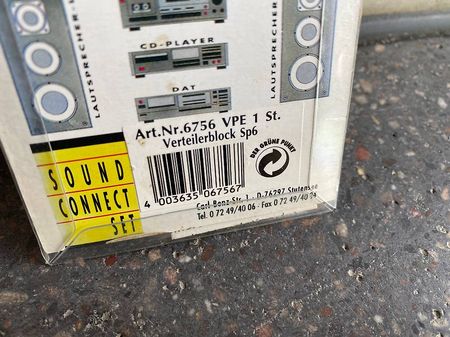 LAUTSPRECHER
LAUTSPRECHER
CD-PLAYER
DAT
Art.Nr.6756 VPE 1 St.
Verteilerblock Sp6
DER GRÜNE PUNKT
SOUND
CONNECT
SET
4 003635 067567
Carl-Benz-Str. 1 · D-76297 Stutensee
Tel. 0 72 49/40 06 · Fax 0 72 49/40